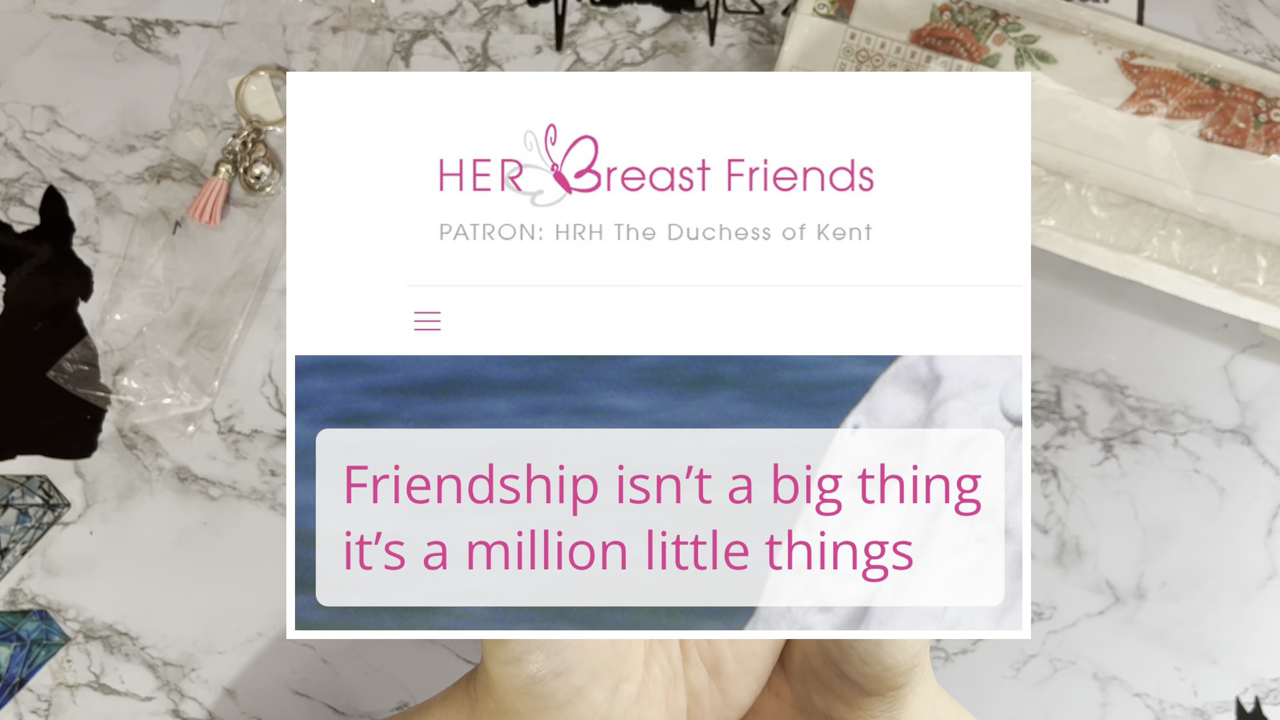 HER Breast Friends
PATRON: HRH The Duchess of Kent
Friendship isn’t a big thing
it’s a million little things